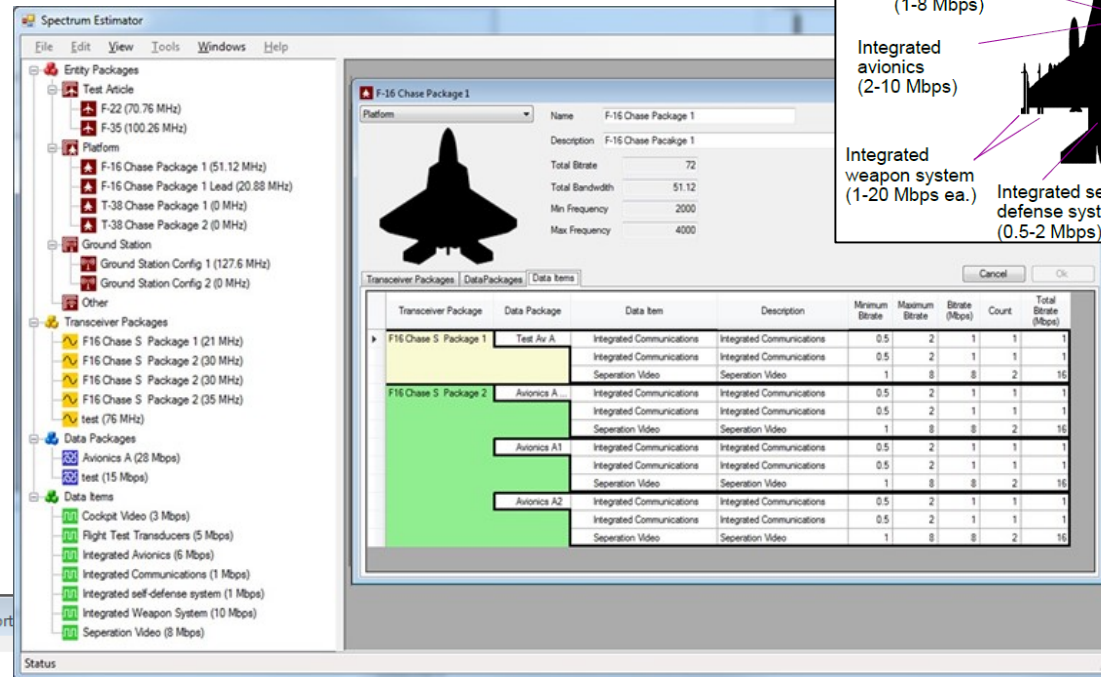 Spectrum Estimator
File Edit View Tools Windows Help
Entity Packages
Test Article
F-22 (70.76 MHz)
F-35 (100.26 MHz)
Platform
F-16 Chase Package 1 (51.12 MHz)
F-16 Chase Package 1 Lead (20.88 MHz)
T-38 Chase Package 1 (0 MHz)
T-38 Chase Package 2 (0 MHz)
Ground Station
Ground Station Config 1 (127.6 MHz)
Ground Station Config 2 (0 MHz)
Other
Transceiver Packages
F16 Chase S Package 1 (21 MHz)
F16 Chase S Package 2 (30 MHz)
F16 Chase S Package 2 (30 MHz)
F16 Chase S Package 2 (35 MHz)
test (76 MHz)
Data Packages
Avionics A (28 Mbps)
test (15 Mbps)
Data Items
Cockpit Video (3 Mbps)
Flight Test Transducers (5 Mbps)
Integrated Avionics (6 Mbps)
Integrated Communications (1 Mbps)
Integrated self-defense system (1 Mbps)
Integrated Weapon System (10 Mbps)
Seperation Video (8 Mbps)
Status
F-16 Chase Package 1
Platform
Name F-16 Chase Package 1
Description F-16 Chase Pacakge 1
Total Bitrate 72
Total Bandwdith 51.12
Min Frequency 2000
Max Frequency 4000
Cancel Ok
Transceiver Packages DataPackages Data Items
Transceiver Package Data Package Data Item Description Minimum Bitrate Maximum Bitrate Bitrate (Mbps) Count Total Bitrate (Mbps)
F16 Chase S Package 1 Test Av A Integrated Communications Integrated Communications 0.5 2 1 1 1
Integrated Communications Integrated Communications 0.5 2 1 1 1
Seperation Video Seperation Video 1 8 8 2 16
F16 Chase S Package 2 Avionics A ... Integrated Communications Integrated Communications 0.5 2 1 1 1
Integrated Communications Integrated Communications 0.5 2 1 1 1
Seperation Video Seperation Video 1 8 8 2 16
Avionics A1 Integrated Communications Integrated Communications 0.5 2 1 1 1
Integrated Communications Integrated Communications 0.5 2 1 1 1
Seperation Video Seperation Video 1 8 8 2 16
Avionics A2 Integrated Communications Integrated Communications 0.5 2 1 1 1
Integrated Communications Integrated Communications 0.5 2 1 1 1
Seperation Video Seperation Video 1 8 8 2 16
(1-8 Mbps)
Integrated
avionics
(2-10 Mbps)
Integrated
weapon system
(1-20 Mbps ea.)
Integrated se
defense syst
(0.5-2 Mbps)
ort